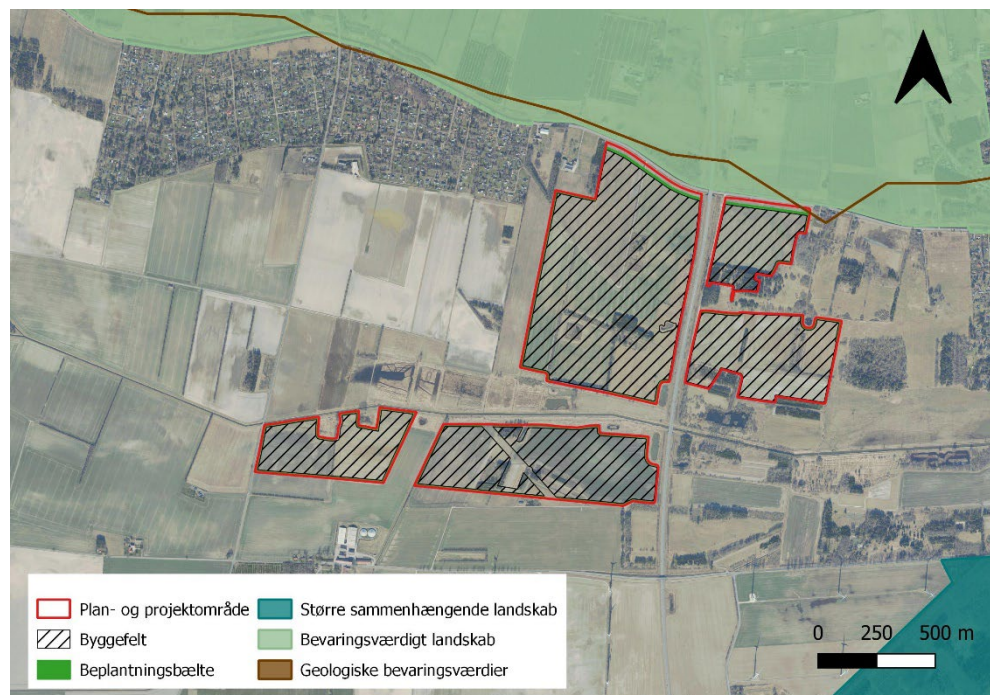 Plan- og projektområde
Større sammenhængende landskab
Byggefelt
Bevaringsværdigt landskab
Beplantningsbælte
Geologiske bevaringsværdier
0 250 500 m